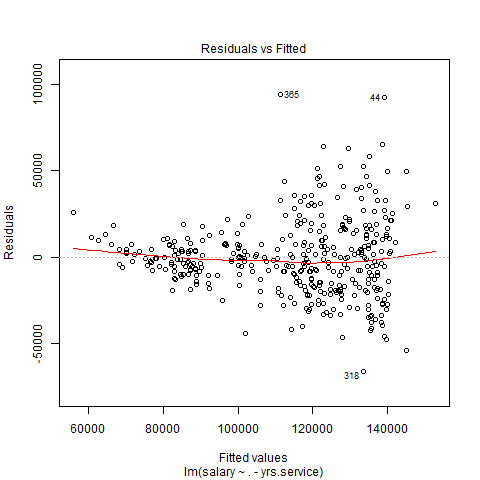 Residuals vs Fitted
100000
50000
0
-50000
Residuals
365
44
318
60000 80000 100000 120000 140000
Fitted values
lm(salary ~ . - yrs.service)